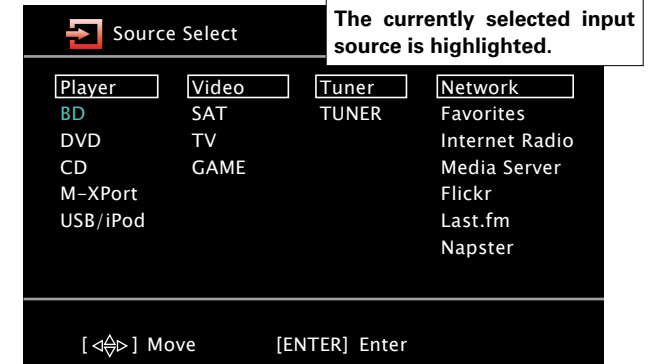 Source Select
The currently selected input
source is highlighted.
Player
BD
DVD
CD
M-XPort
USB/iPod
Video
SAT
TV
GAME
Tuner
TUNER
Network
Favorites
Internet Radio
Media Server
Flickr
Last.fm
Napster
[ ◁△▽▷ ] Move [ENTER] Enter